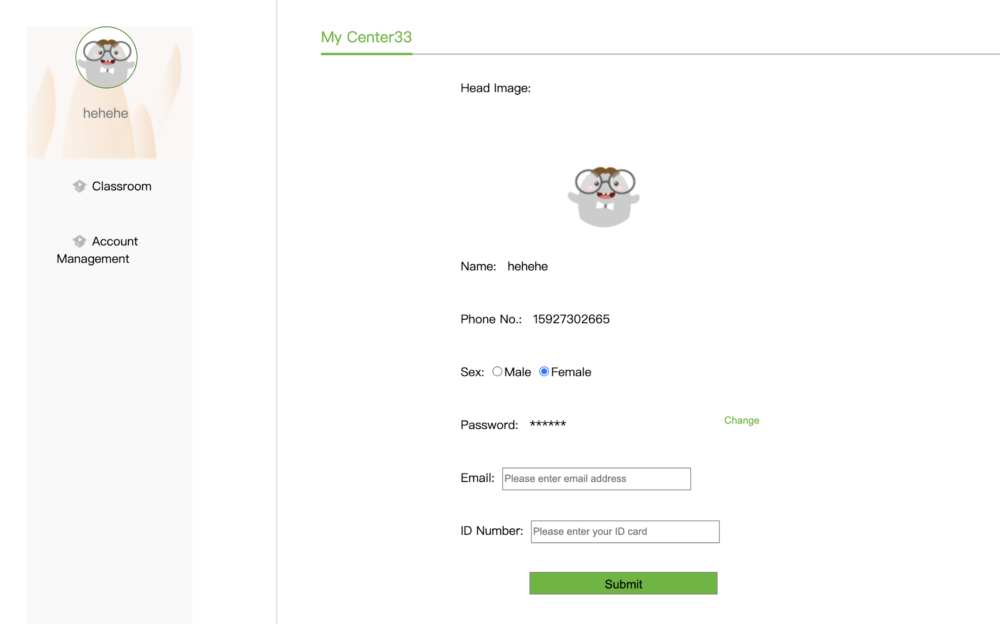 hehehe
Classroom
Account
Management
My Center33
Head Image:
Name: hehehe
Phone No.: 15927302665
Sex: Male Female
Password: ****** Change
Email: Please enter email address
ID Number: Please enter your ID card
Submit